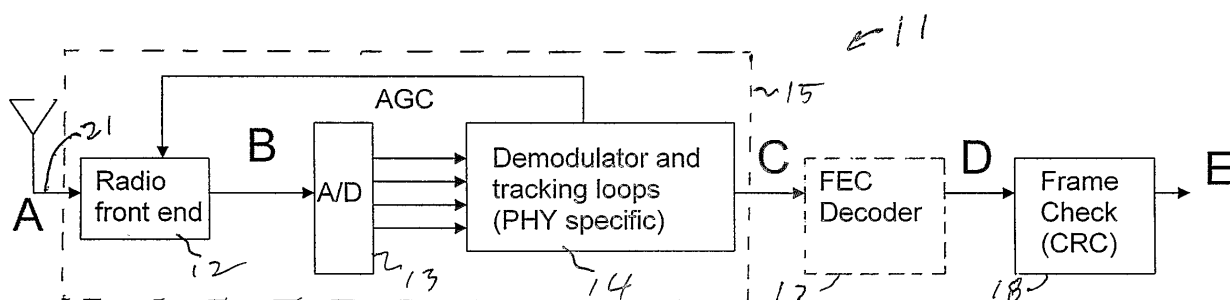 11
AGC
15
21
A
Radio
front end
12
B
A/D
13
Demodulator and
tracking loops
(PHY specific)
14
C
FEC
Decoder
17
D
Frame
Check
(CRC)
18
E